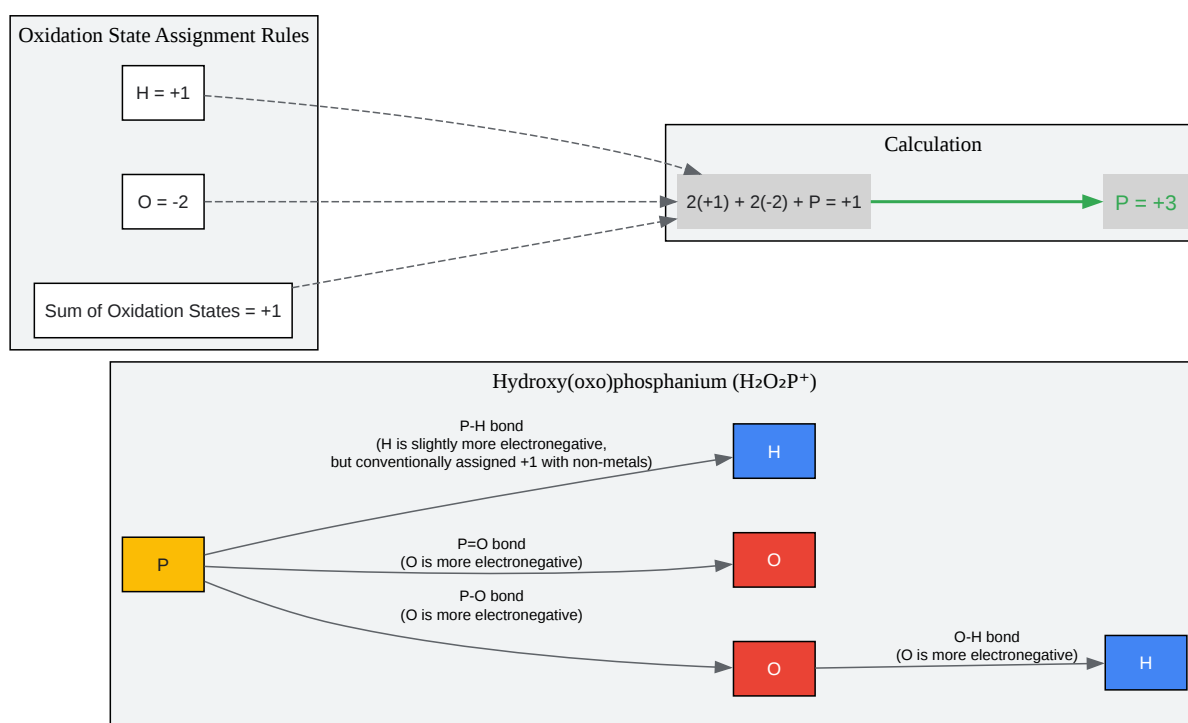 Oxidation State Assignment Rules
H = +1
O = -2
Sum of Oxidation States = +1
Calculation
2(+1) + 2(-2) + P = +1
P = +3
Hydroxy(oxo)phosphanium (H₂O₂P⁺)
P-H bond
(H is slightly more electronegative,
but conventionally assigned +1 with non-metals)
H
P
P=O bond
(O is more electronegative)
O
P-O bond
(O is more electronegative)
O
O-H bond
(O is more electronegative)
H